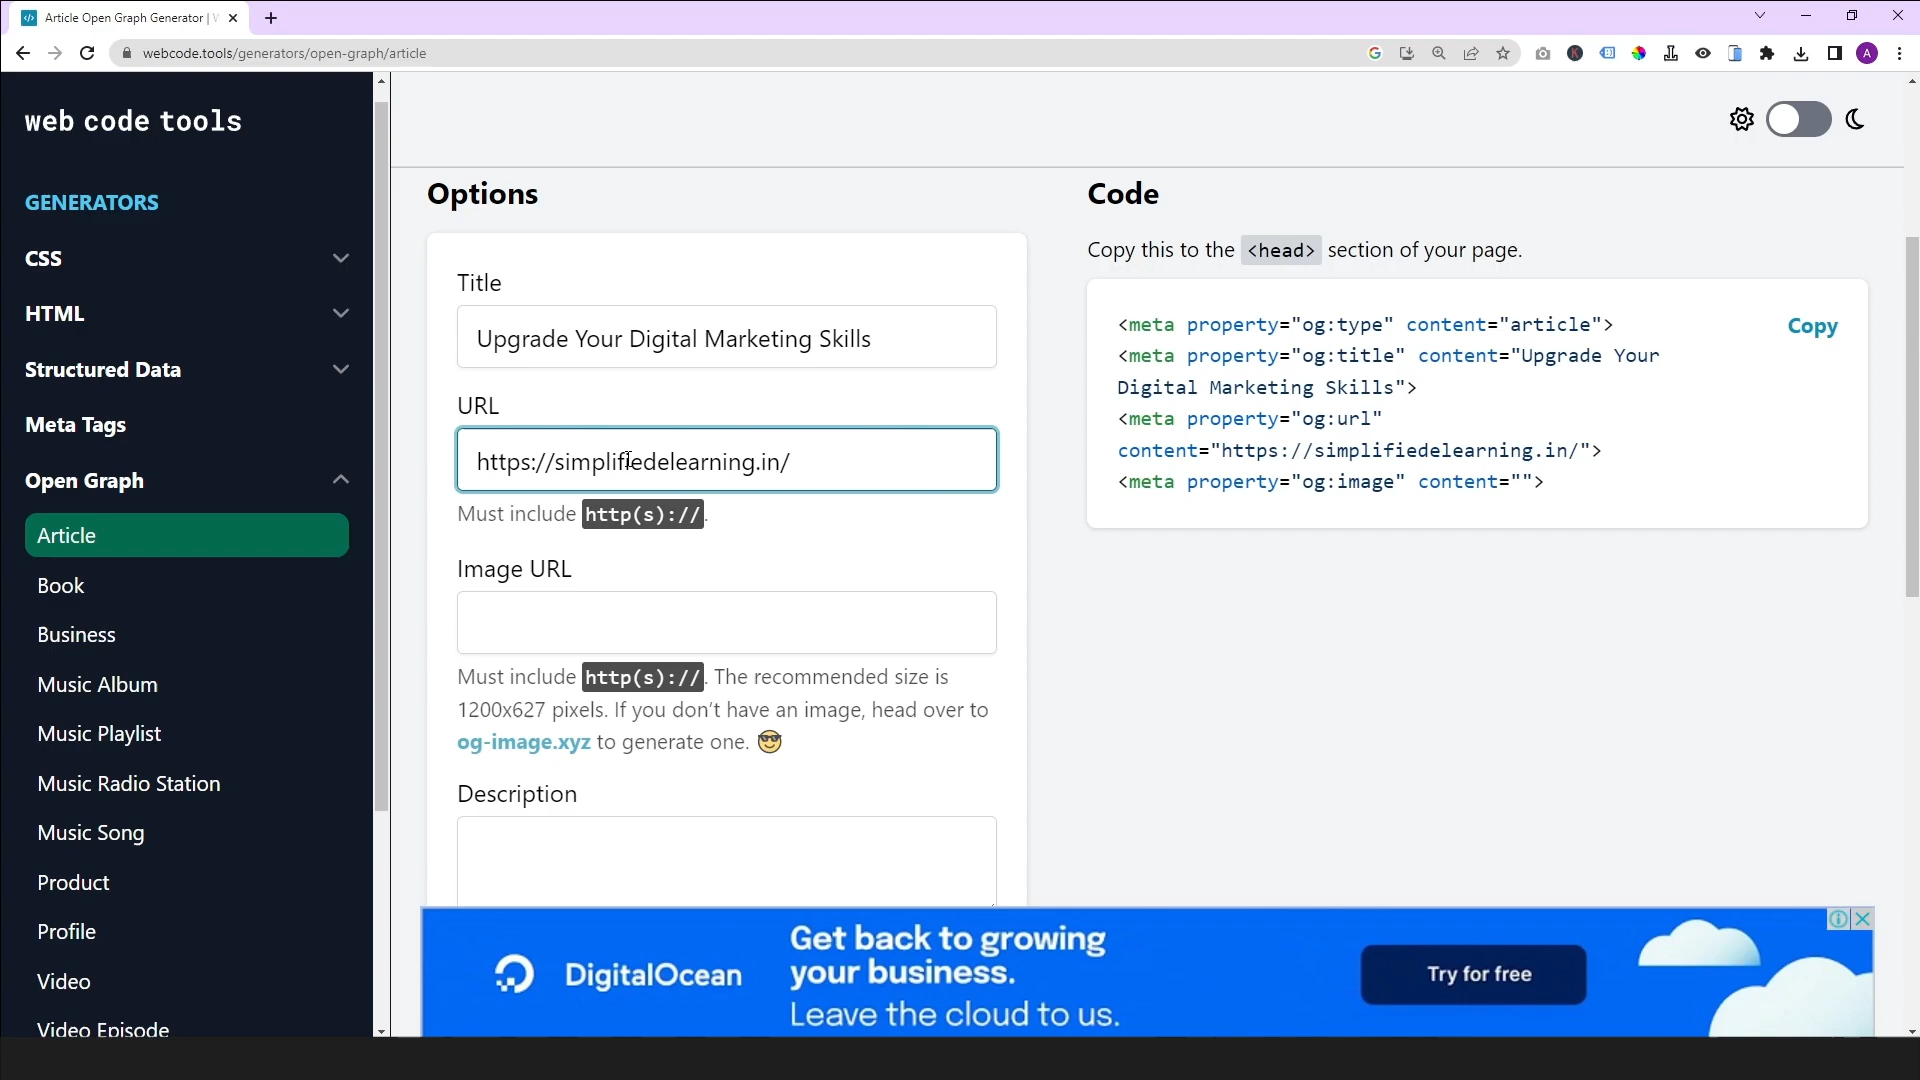 Article Open Graph Generator | W
webcode.tools/generators/open-graph/article
A
web code tools
GENERATORS
CSS
HTML
Structured Data
Meta Tags
Open Graph
Article
Book
Business
Music Album
Music Playlist
Music Radio Station
Music Song
Product
Profile
Video
Video Episode
Options
Title
Upgrade Your Digital Marketing Skills
URL
https://simplifiedelearning.in/
Must include http(s)://.
Image URL
Must include http(s)://. The recommended size is
1200x627 pixels. If you don’t have an image, head over to
og-image.xyz to generate one.
Description
Code
Copy this to the <head> section of your page.
Copy
<meta property="og:type" content="article">
<meta property="og:title" content="Upgrade Your
Digital Marketing Skills">
<meta property="og:url"
content="https://simplifiedelearning.in/">
<meta property="og:image" content="">
DigitalOcean
Get back to growing
your business.
Leave the cloud to us.
Try for free